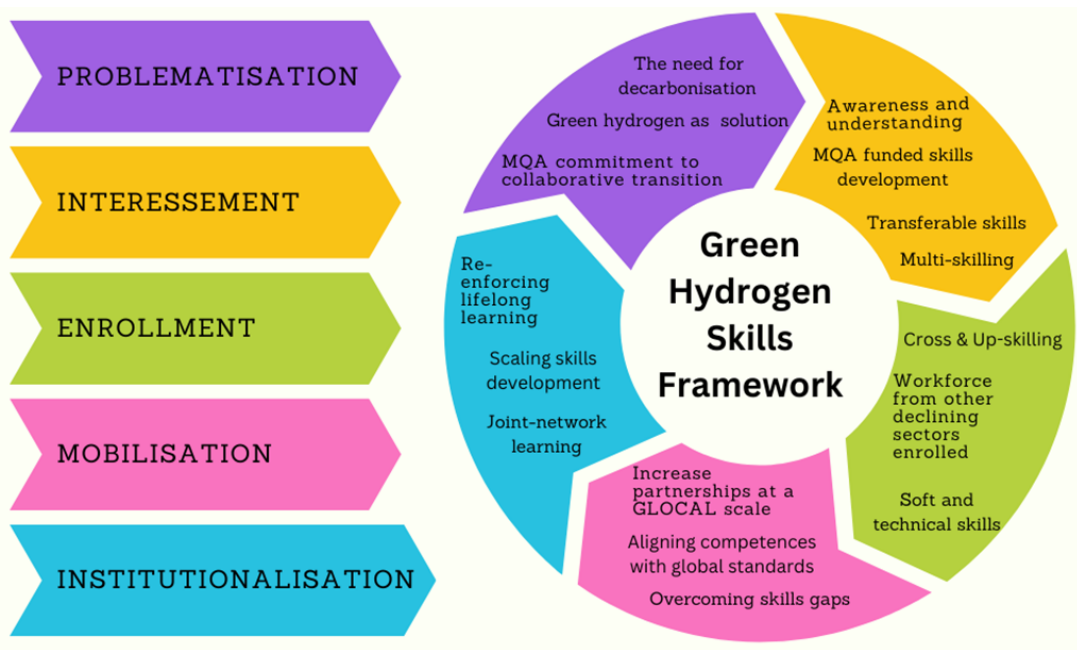 PROBLEMATISATION
INTERESSEMENT
ENROLLMENT
MOBILISATION
INSTITUTIONALISATION
Green
Hydrogen
Skills
Framework
The need for
decarbonisation
Green hydrogen as solution
MQA commitment to
collaborative transition
Awareness and
understanding
MQA funded skills
development
Transferable skills
Multi-skilling
Cross & Up-skilling
Workforce
from other
declining
sectors
enrolled
Soft and
technical skills
Increase
partnerships at a
GLOCAL scale
Aligning competences
with global standards
Overcoming skills gaps
Re-
enforcing
lifelong
learning
Scaling skills
development
Joint-network
learning